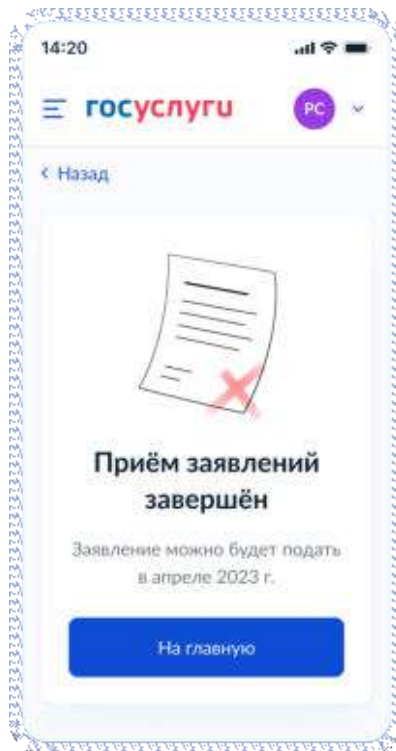 14:20
госуслуги
РС
Назад
Приём заявлений
завершён
Заявление можно будет подать
в апреле 2023 г.
На главную